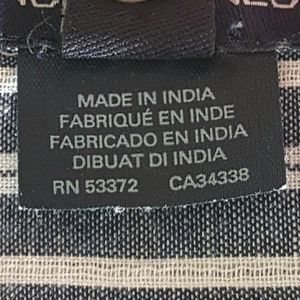 MADE IN INDIA
FABRIQUÉ EN INDE
FABRICADO EN INDIA
DIBUAT DI INDIA
RN 53372 CA34338